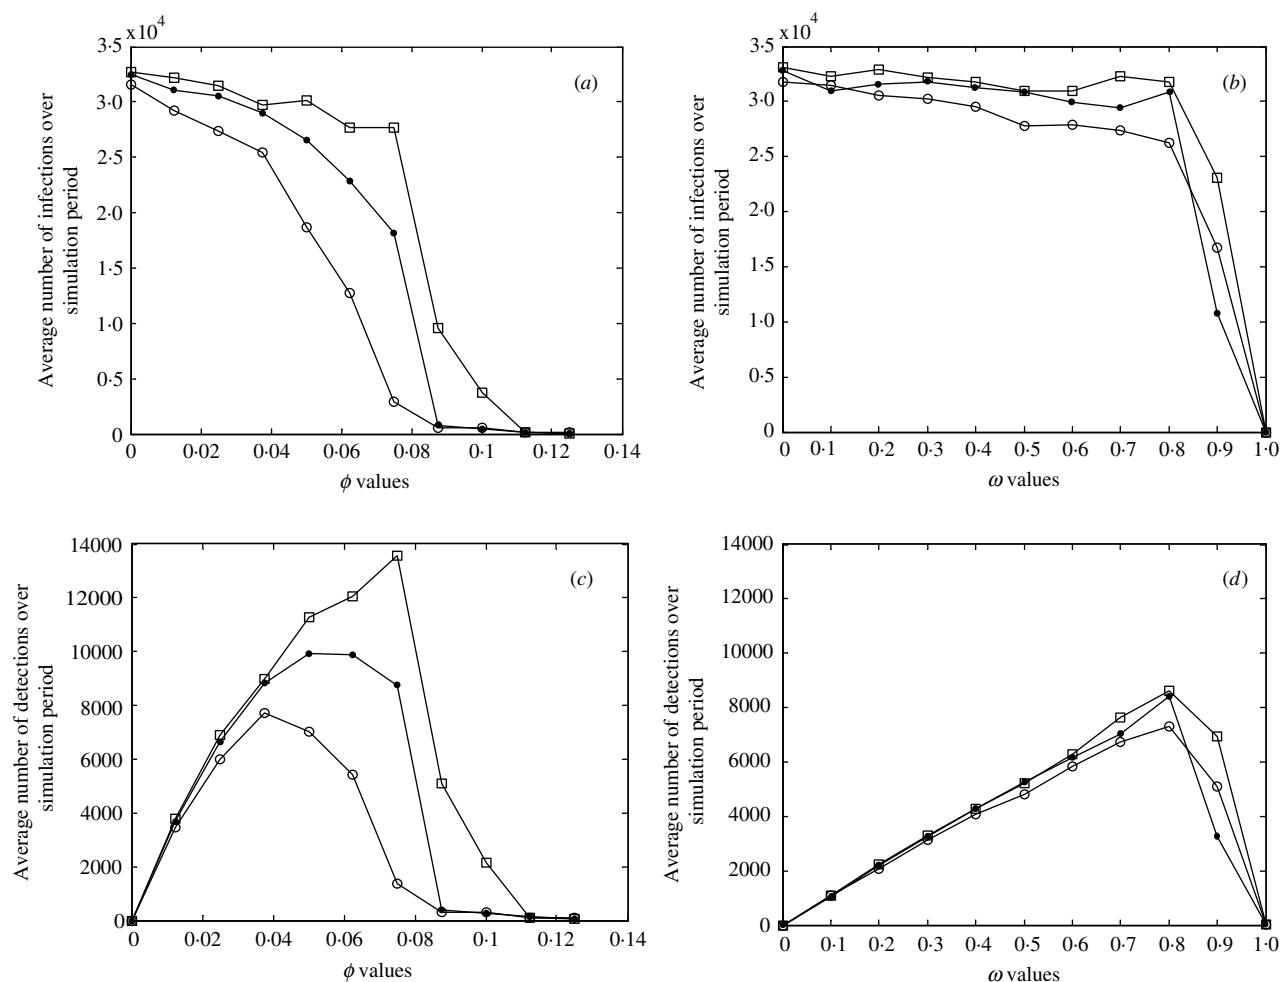 x10⁴
3·5
3·0
2·5
2·0
1·5
1·0
0·5
0
0 0·02 0·04 0·06 0·08 0·1 0·12 0·14
ϕ values
Average number of infections over
simulation period
(a)
x10⁴
3·5
3·0
2·5
2·0
1·5
1·0
0·5
0
0 0·1 0·2 0·3 0·4 0·5 0·6 0·7 0·8 0·9 1·0
ω values
Average number of infections over
simulation period
(b)
14000
12000
10000
8000
6000
4000
2000
0
0 0·02 0·04 0·06 0·08 0·1 0·12 0·14
ϕ values
Average number of detections over
simulation period
(c)
14000
12000
10000
8000
6000
4000
2000
0
0 0·1 0·2 0·3 0·4 0·5 0·6 0·7 0·8 0·9 1·0
ω values
Average number of detections over
simulation period
(d)